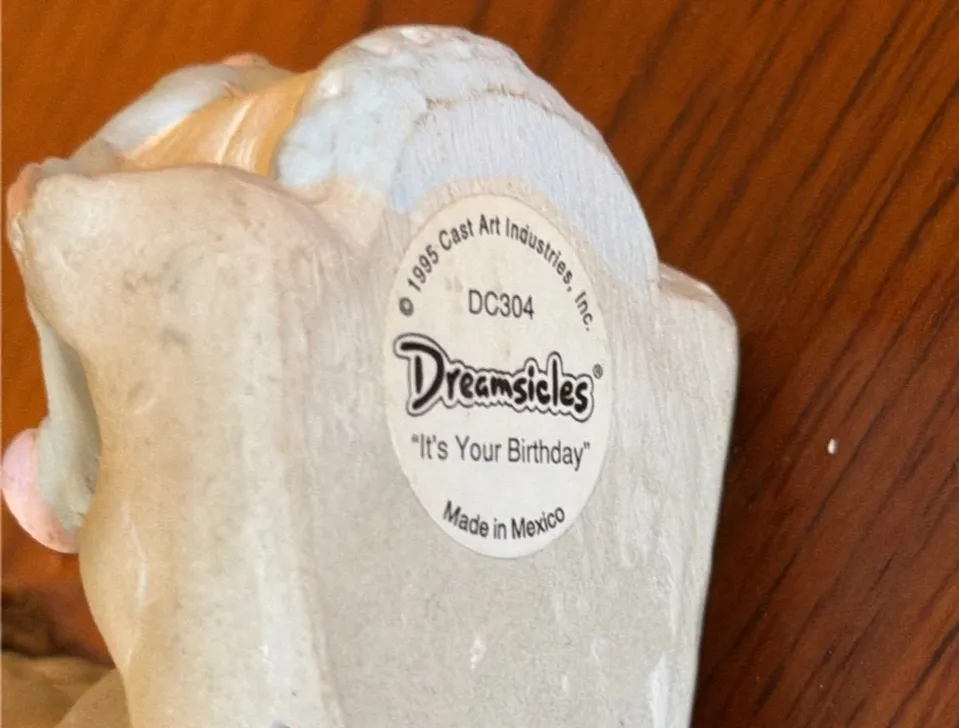 © 1995 Cast Art Industries, Inc.
DC304
Dreamsicles®
“It's Your Birthday”
Made in Mexico